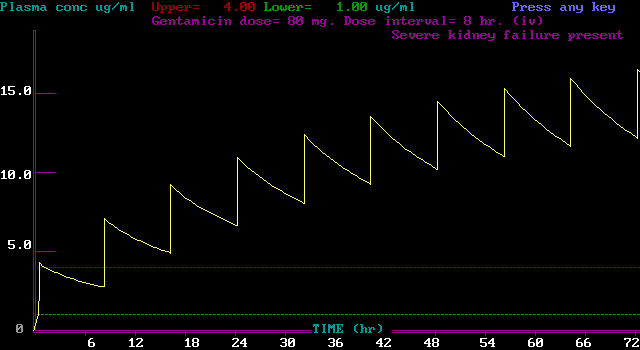 Plasma conc ug/ml Upper= 4.00 Lower= 1.00 ug/ml Press any key
Gentamicin dose= 80 mg. Dose interval= 8 hr. (iv)
Severe kidney failure present
15.0
10.0
5.0
0
TIME (hr)
6 12 18 24 30 36 42 48 54 60 66 72